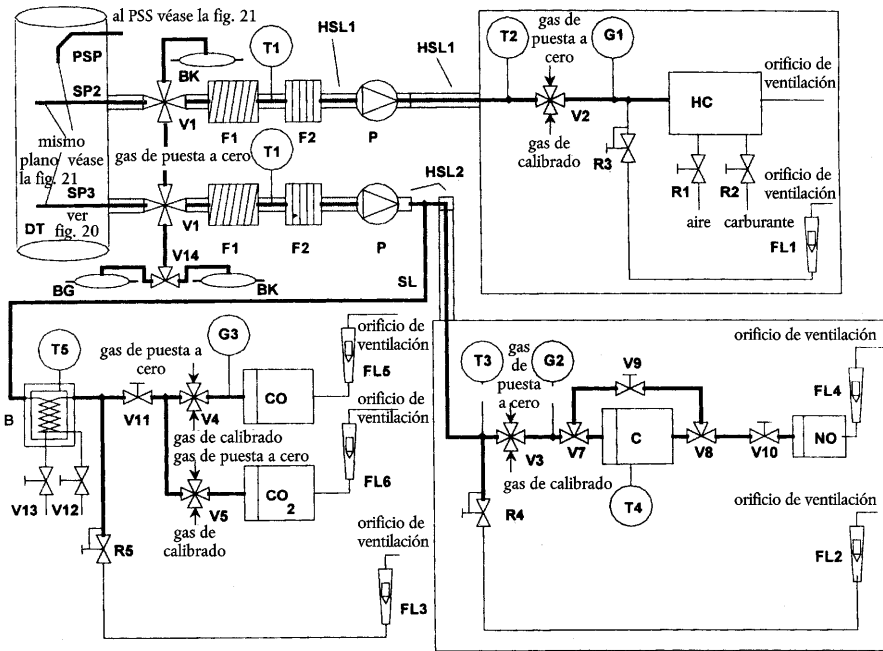 al PSS véase la fig. 21
PSP
BK
T1
HSL1
HSL1
T2
gas de
puesta a
cero
G1
orificio de
ventilación
SP2
V1
F1
F2
P
V2
HC
gas de
calibrado
R3
R1
R2
aire
carburante
orificio de
ventilación
FL1
mismo
plano véase
la fig. 21
gas de puesta a cero
T1
HSL2
SP3
DT
ver
fig. 20
V1
F1
F2
P
V14
BG
BK
SL
T5
B
V13
V12
V11
gas de puesta a
cero
G3
V4
CO
orificio de
ventilación
FL5
gas de calibrado
gas de puesta a cero
V5
CO2
orificio de
ventilación
FL6
gas de
calibrado
R5
orificio de
ventilación
FL3
T3
gas
de
puesta
a cero
G2
V9
orificio de ventilación
FL4
V3
V7
C
V8
V10
NO
gas de calibrado
T4
R4
orificio de ventilación
FL2